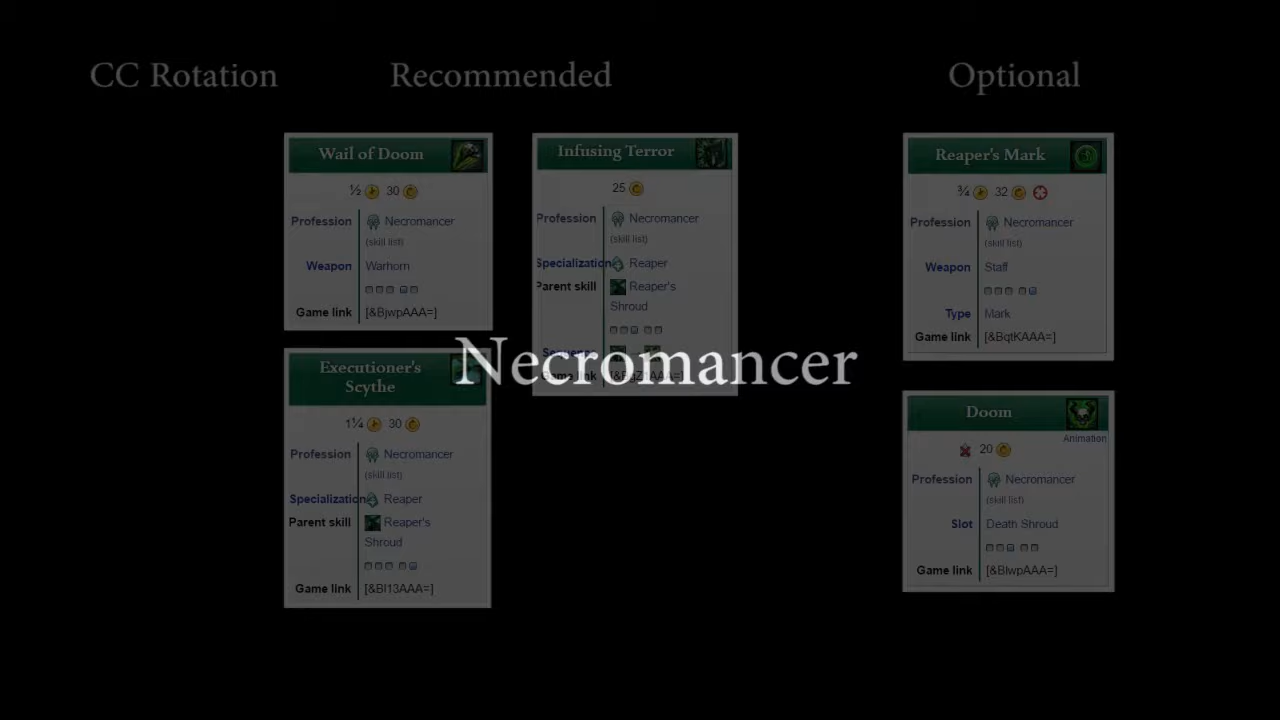 CC Rotation
Recommended
Optional
Wail of Doom
½ 30
Profession Necromancer
(skill list)
Weapon Warhorn
Game link [&BjwpAAA=]
Infusing Terror
25
Profession Necromancer
(skill list)
Specialization Reaper
Parent skill Reaper's
Shroud
Game link
Reaper's Mark
¾ 32
Profession Necromancer
(skill list)
Weapon Staff
Type Mark
Game link [&BqtKAAA=]
Necromancer
Executioner's
Scythe
1¼ 30
Profession Necromancer
(skill list)
Specialization Reaper
Parent skill Reaper's
Shroud
Game link [&Bl13AAA=]
Doom
Animation
20
Profession Necromancer
(skill list)
Slot Death Shroud
Game link [&BlwpAAA=]